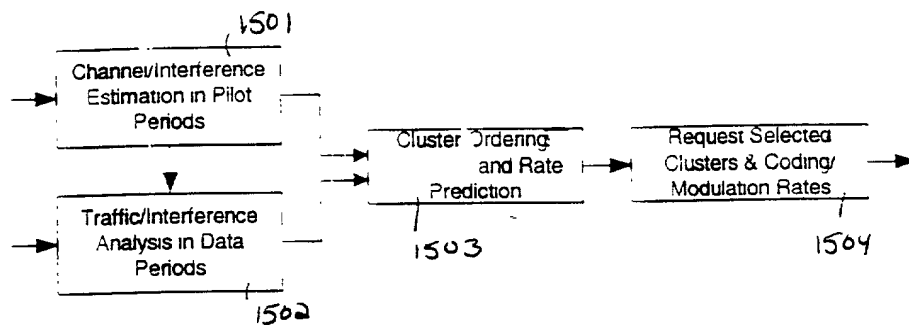 1501
Channel/Interference
Estimation in Pilot
Periods
Traffic/Interference
Analysis in Data
Periods
1502
Cluster Ordering
and Rate
Prediction
1503
Request Selected
Clusters & Coding/
Modulation Rates
1504